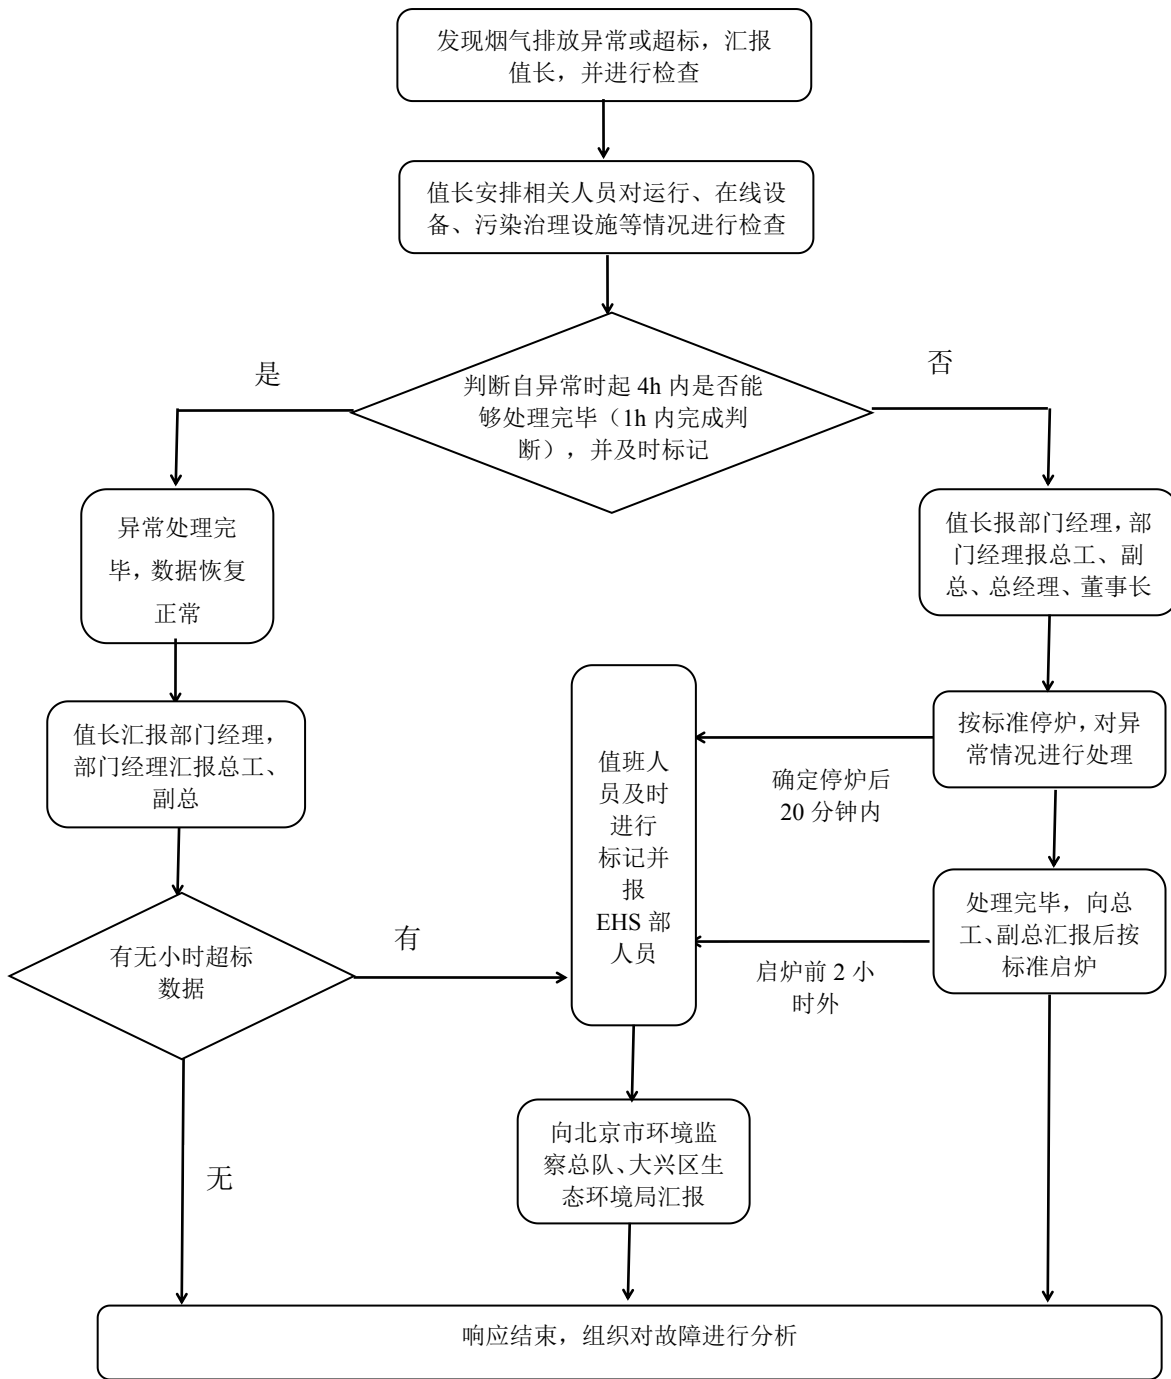 发现烟气排放异常或超标，汇报
值长，并进行检查
值长安排相关人员对运行、在线设
备、污染治理设施等情况进行检查
是
否
判断自异常时起 4h 内是否能
够处理完毕（1h 内完成判
断），并及时标记
异常处理完
毕，数据恢复
正常
值长报部门经理，部
门经理报总工、副
总、总经理、董事长
值长汇报部门经理，
部门经理汇报总工、
副总
值班人
员及时
进行
标记并
报
EHS 部
人员
按标准停炉，对异
常情况进行处理
确定停炉后
20 分钟内
有无小时超标
数据
有
处理完毕，向总
工、副总汇报后按
标准启炉
启炉前 2 小
时外
无
向北京市环境监
察总队、大兴区生
态环境局汇报
响应结束，组织对故障进行分析